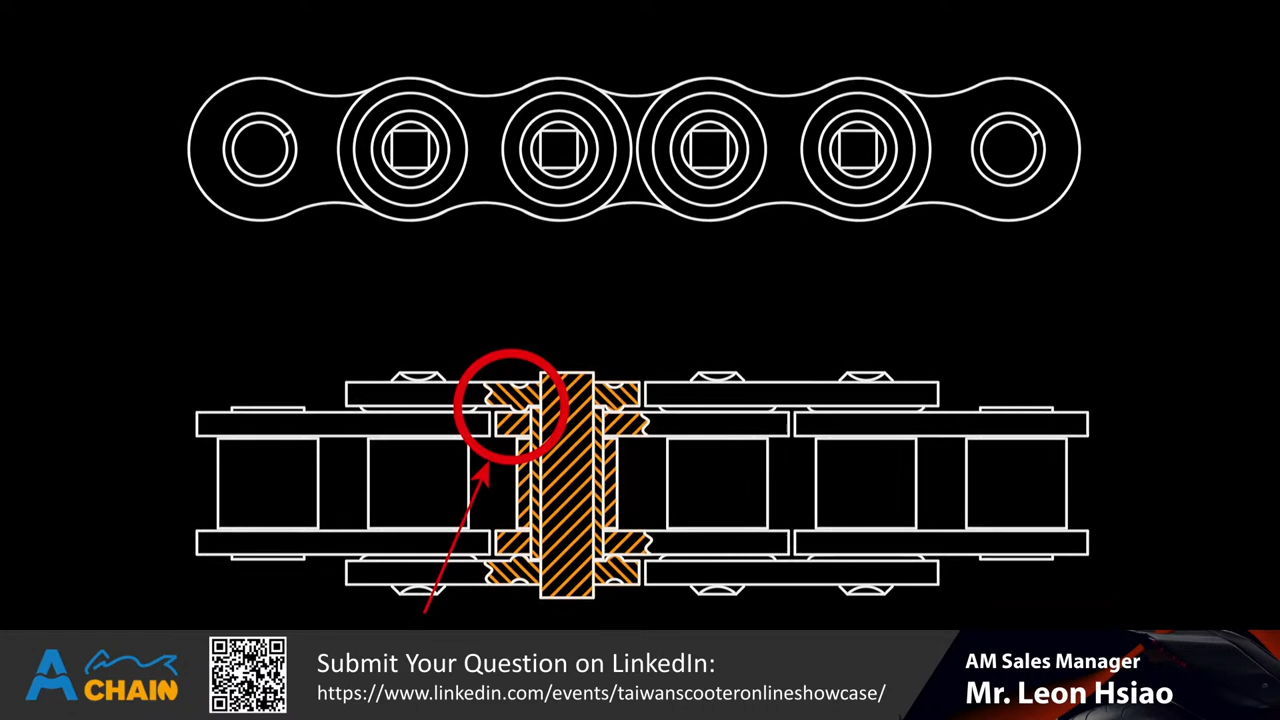 A CHAIN
Submit Your Question on LinkedIn:
https://www.linkedin.com/events/taiwanscooteronlineshowcase/
AM Sales Manager
Mr. Leon Hsiao